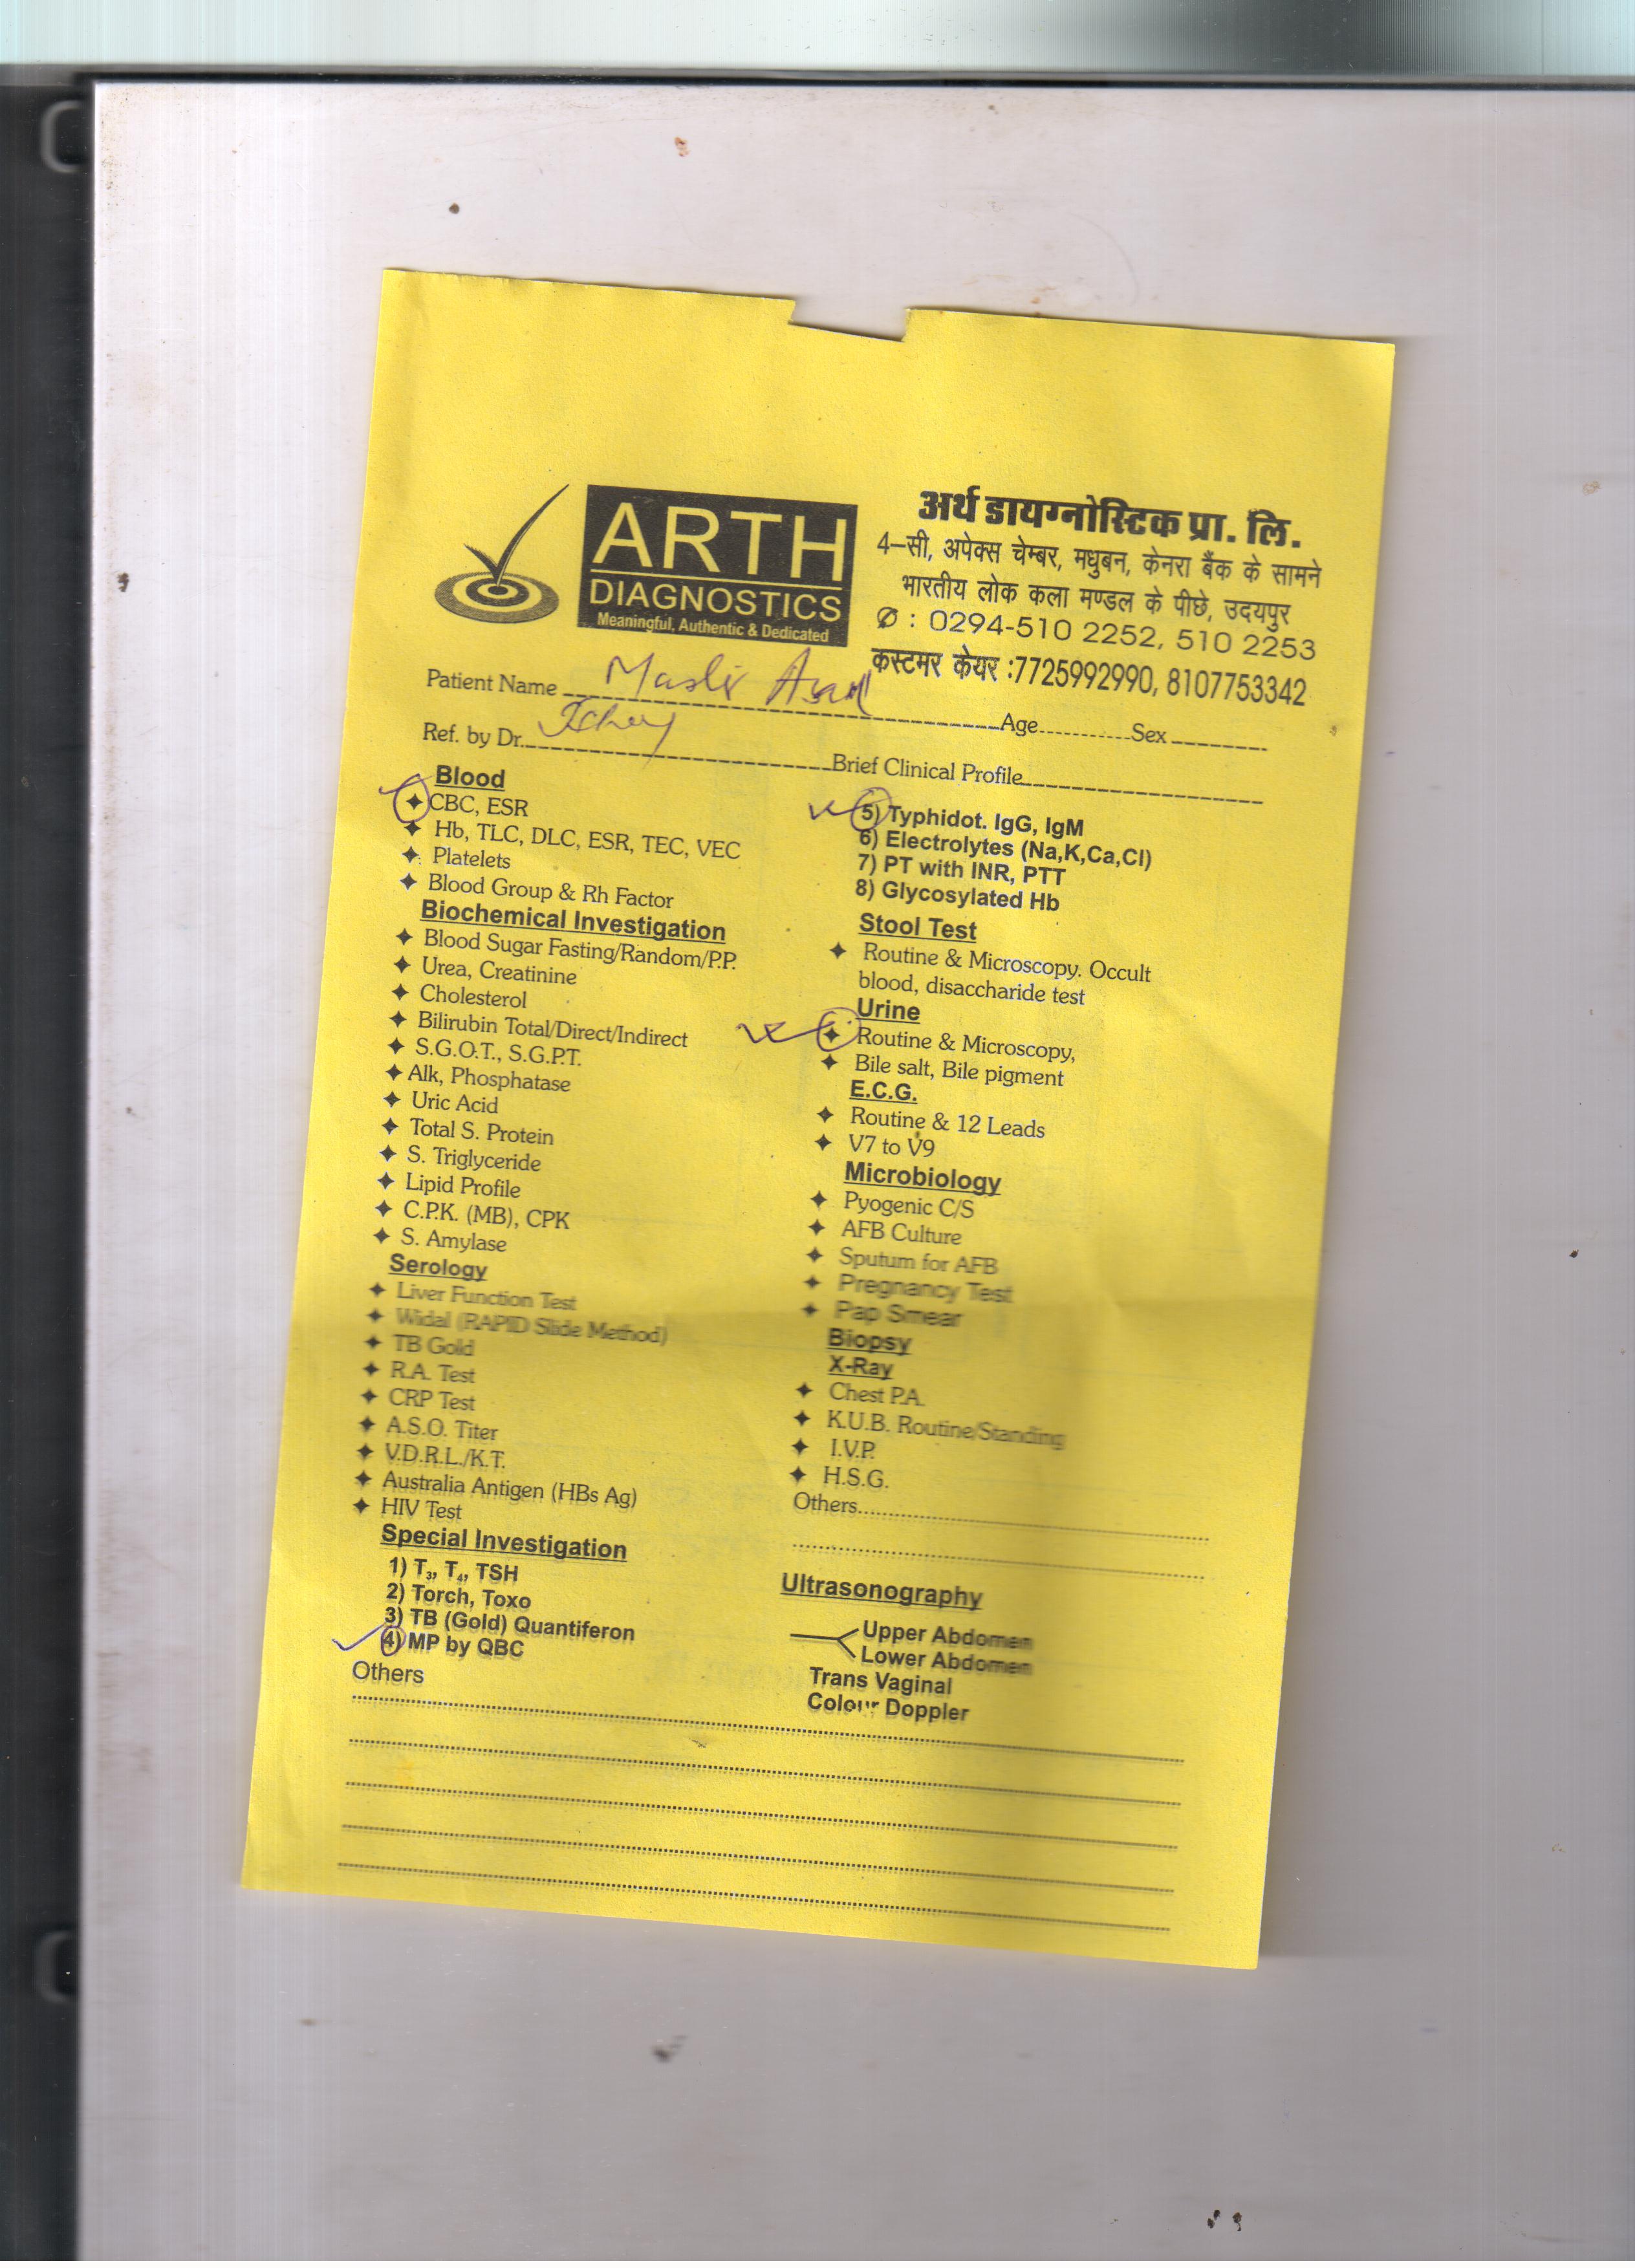 ARTH
DIAGNOSTICS
Meaningful, Authentic & Dedicated
अर्थ डायग्नोस्टिक प्रा. लि.
4–सी, अपेक्स चेम्बर, मधुबन, केनरा बैंक के सामने
भारतीय लोक कला मण्डल के पीछे, उदयपुर
✆ : 0294-510 2252, 510 2253
कस्टमर केयर :7725992990, 8107753342
Patient Name Age Sex
Ref. by Dr. Brief Clinical Profile
Blood
CBC, ESR
Hb, TLC, DLC, ESR, TEC, VEC
Platelets
Blood Group & Rh Factor
Biochemical Investigation
Blood Sugar Fasting/Random/P.P.
Urea, Creatinine
Cholesterol
Bilirubin Total/Direct/Indirect
S.G.O.T., S.G.P.T.
Alk, Phosphatase
Uric Acid
Total S. Protein
S. Triglyceride
Lipid Profile
C.P.K. (MB), CPK
S. Amylase
Serology
Liver Function Test
Widal (RAPID Slide Method)
TB Gold
R.A. Test
CRP Test
A.S.O. Titer
V.D.R.L./K.T.
Australia Antigen (HBs Ag)
HIV Test
Special Investigation
1) T3, T4, TSH
2) Torch, Toxo
3) TB (Gold) Quantiferon
4) MP by QBC
Others
5) Typhidot. IgG, IgM
6) Electrolytes (Na,K,Ca,Cl)
7) PT with INR, PTT
8) Glycosylated Hb
Stool Test
Routine & Microscopy. Occult
blood, disaccharide test
Urine
Routine & Microscopy,
Bile salt, Bile pigment
E.C.G.
Routine & 12 Leads
V7 to V9
Microbiology
Pyogenic C/S
AFB Culture
Sputum for AFB
Pregnancy Test
Pap Smear
Biopsy
X-Ray
Chest P.A.
K.U.B. Routine/Standing
I.V.P.
H.S.G.
Others
Ultrasonography
Upper Abdomen
Lower Abdomen
Trans Vaginal
Colour Doppler